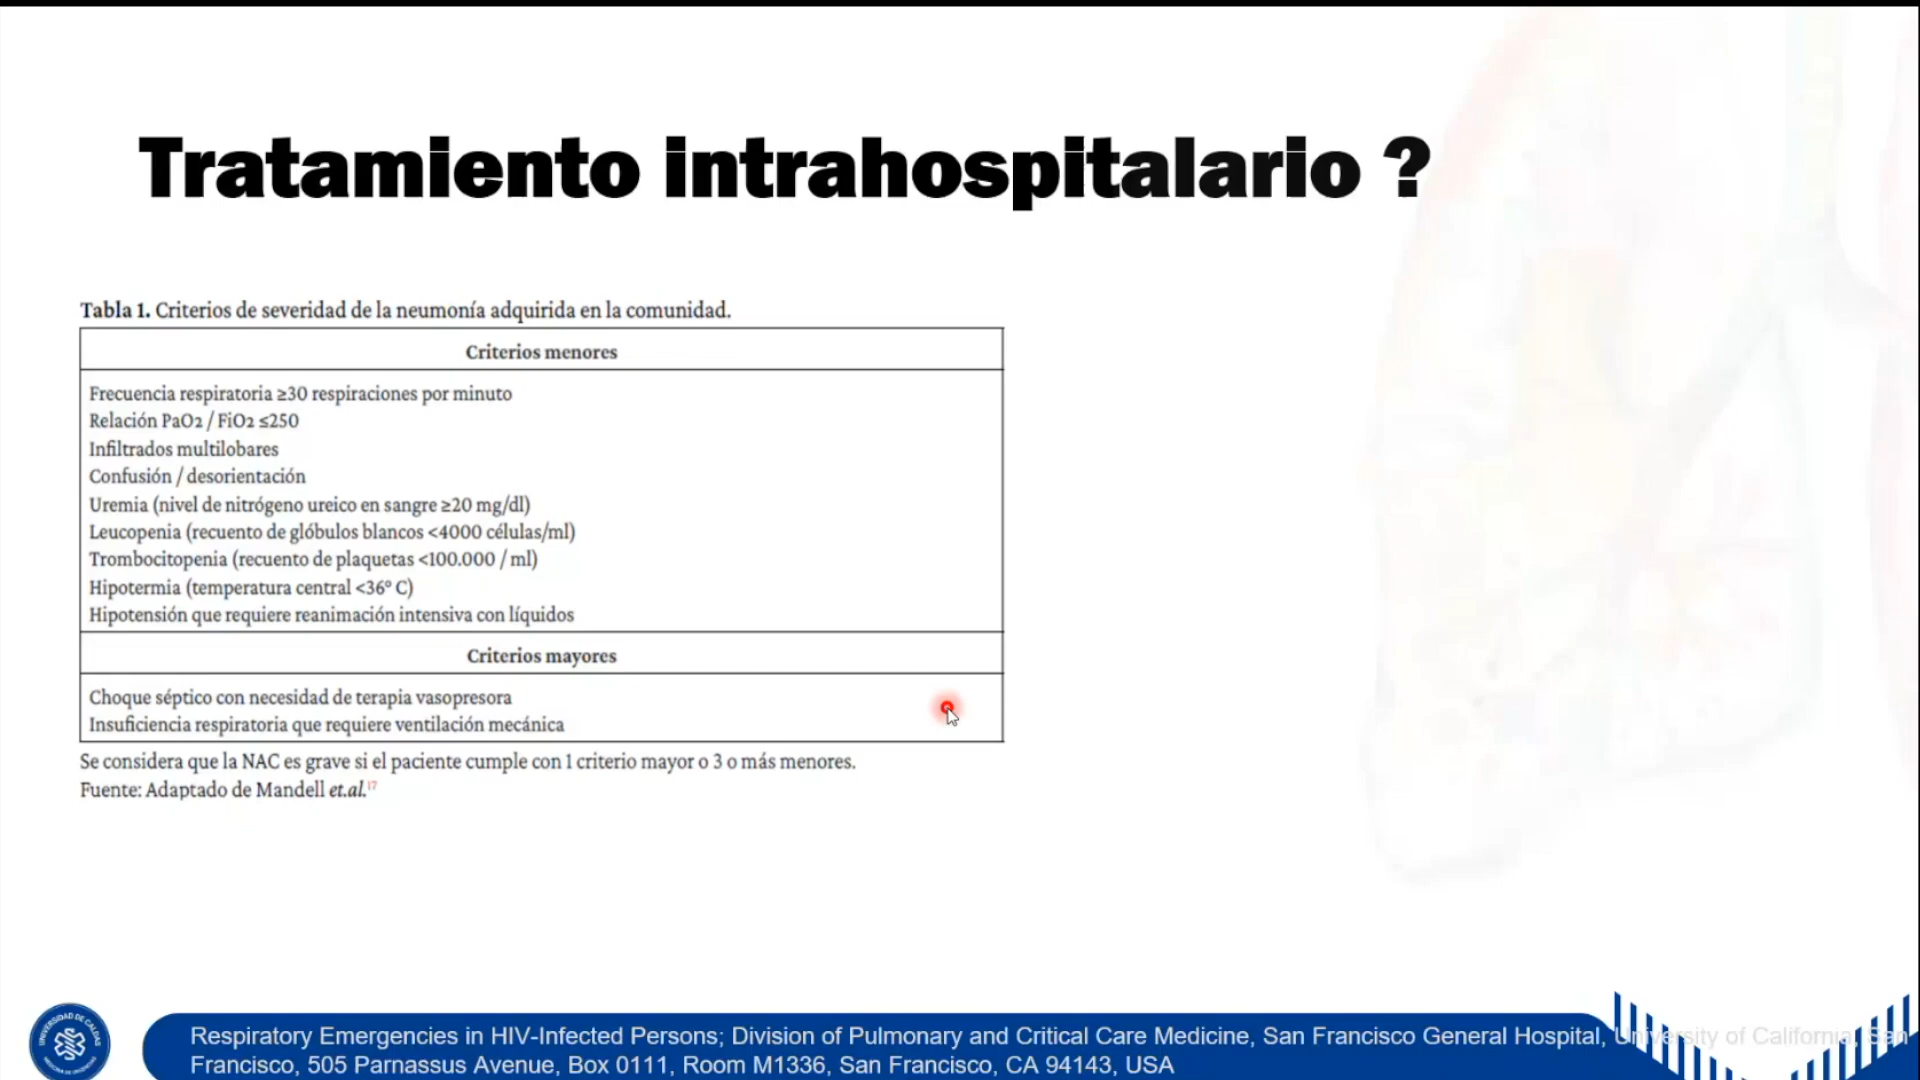 Tratamiento intrahospitalario ?
Tabla 1. Criterios de severidad de la neumonía adquirida en la comunidad.
Criterios menores
Frecuencia respiratoria ≥30 respiraciones por minuto
Relación PaO2 / FiO2 ≤250
Infiltrados multilobares
Confusión / desorientación
Uremia (nivel de nitrógeno ureico en sangre ≥20 mg/dl)
Leucopenia (recuento de glóbulos blancos <4000 células/ml)
Trombocitopenia (recuento de plaquetas <100.000 / ml)
Hipotermia (temperatura central <36º C)
Hipotensión que requiere reanimación intensiva con líquidos
Criterios mayores
Choque séptico con necesidad de terapia vasopresora
Insuficiencia respiratoria que requiere ventilación mecánica
Se considera que la NAC es grave si el paciente cumple con 1 criterio mayor o 3 o más menores.
Fuente: Adaptado de Mandell et.al.17
UNIVERSIDAD DE CALDAS
MEDICINA DE URGENCIAS
Respiratory Emergencies in HIV-Infected Persons; Division of Pulmonary and Critical Care Medicine, San Francisco General Hospital, University of California, San
Francisco, 505 Parnassus Avenue, Box 0111, Room M1336, San Francisco, CA 94143, USA